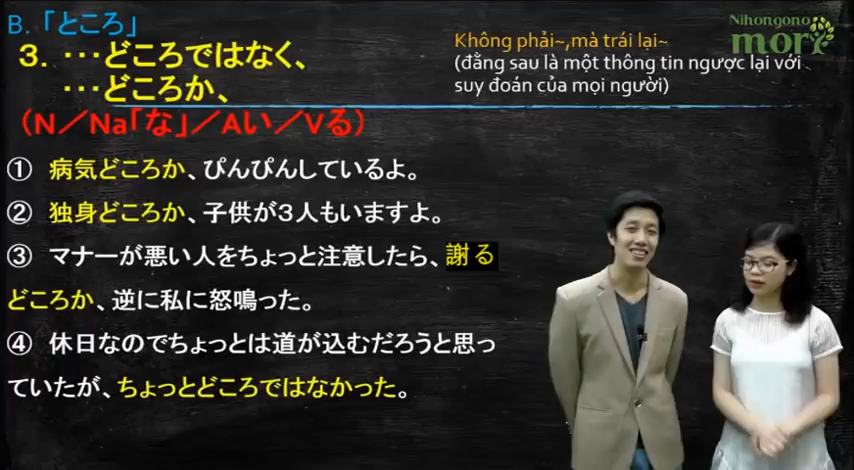 B.「ところ」
３．・・・どころではなく、
・・・どころか、
（N／Na「な」／Aい／Vる）
Không phải~,mà trái lại~
(đằng sau là một thông tin ngược lại với
suy đoán của mọi người)
Nihongono
mori
① 病気どころか、ぴんぴんしているよ。
② 独身どころか、子供が３人もいますよ。
③ マナーが悪い人をちょっと注意したら、謝る
どころか、逆に私に怒鳴った。
④ 休日なのでちょっとは道が込むだろうと思っ
ていたが、ちょっとどころではなかった。